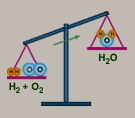 H H O O
H H
O
H₂O
H₂ + O₂